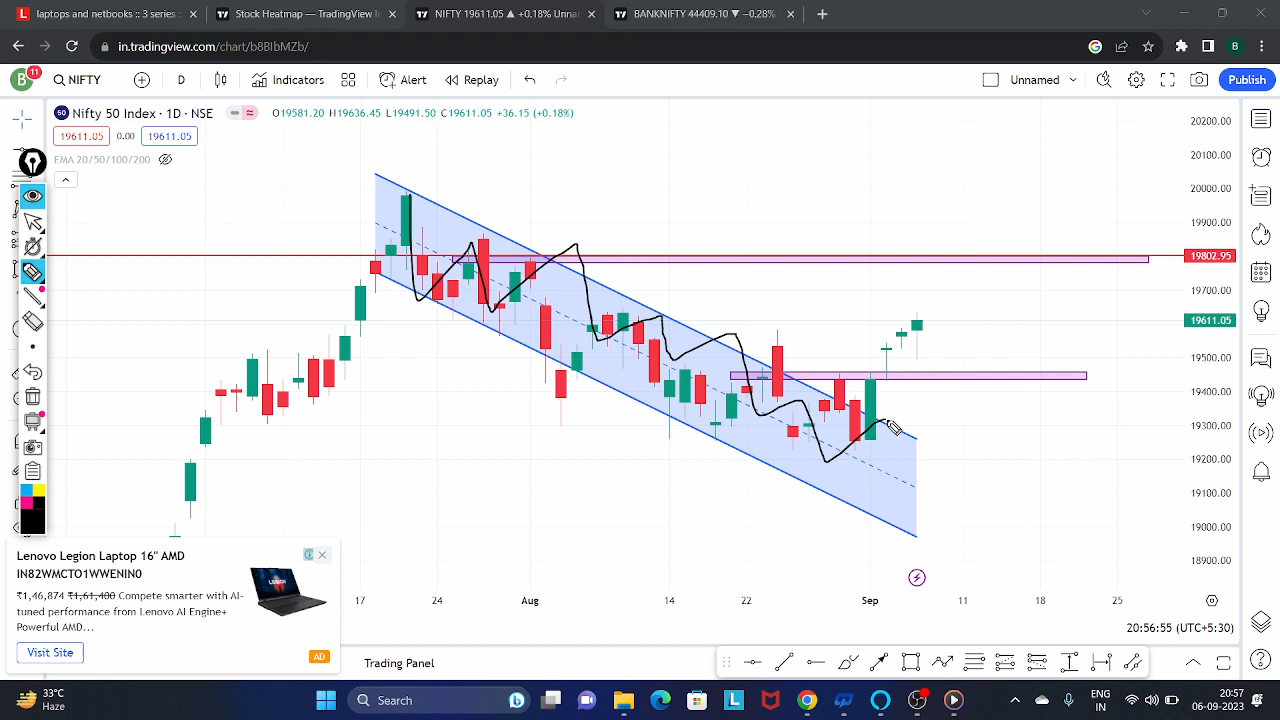 laptops and netbooks :: 3 series ::
Stock Heatmap — TradingView In
NIFTY 19611.05 ▲ +0.18% Unnar
BANKNIFTY 44409.10 ▼ −0.28%
in.tradingview.com/chart/b8BIbMZb/
B
B
11
NIFTY
D
Indicators
Alert
Replay
Unnamed
Publish
50
Nifty 50 Index · 1D · NSE
O19581.20 H19636.45 L19491.50 C19611.05 +36.15 (+0.18%)
19611.05
0.00
19611.05
EMA 20/50/100/200
20200.00
20100.00
20000.00
19900.00
19802.95
19700.00
19611.05
19500.00
19400.00
19300.00
19200.00
19100.00
19000.00
18900.00
17
24
Aug
14
22
Sep
11
18
25
20:56:55 (UTC+5:30)
Lenovo Legion Laptop 16" AMD
IN82WMCTO1WWENIN0
₹1,46,874 ₹1,61,400 Compete smarter with AI-
tuned performance from Lenovo AI Engine+
Powerful AMD...
Visit Site
AD
Trading Panel
33°C
Haze
Search
ENG
IN
20:57
06-09-2023